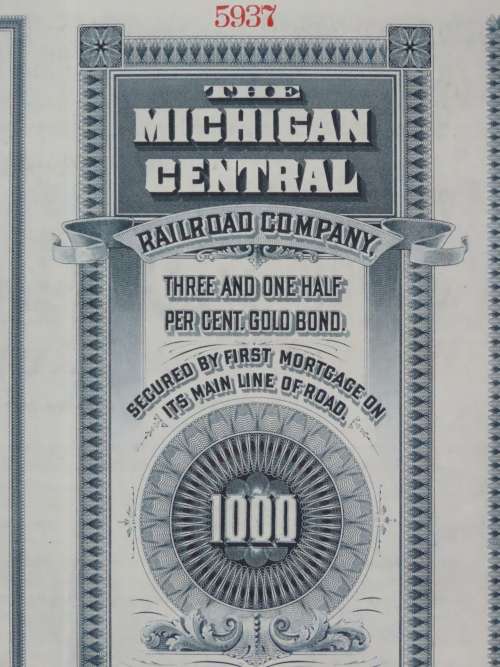 5937
THE
MICHIGAN
CENTRAL
RAILROAD COMPANY.
THREE AND ONE HALF
PER CENT. GOLD BOND.
SECURED BY FIRST MORTGAGE ON
ITS MAIN LINE OF ROAD.
1000